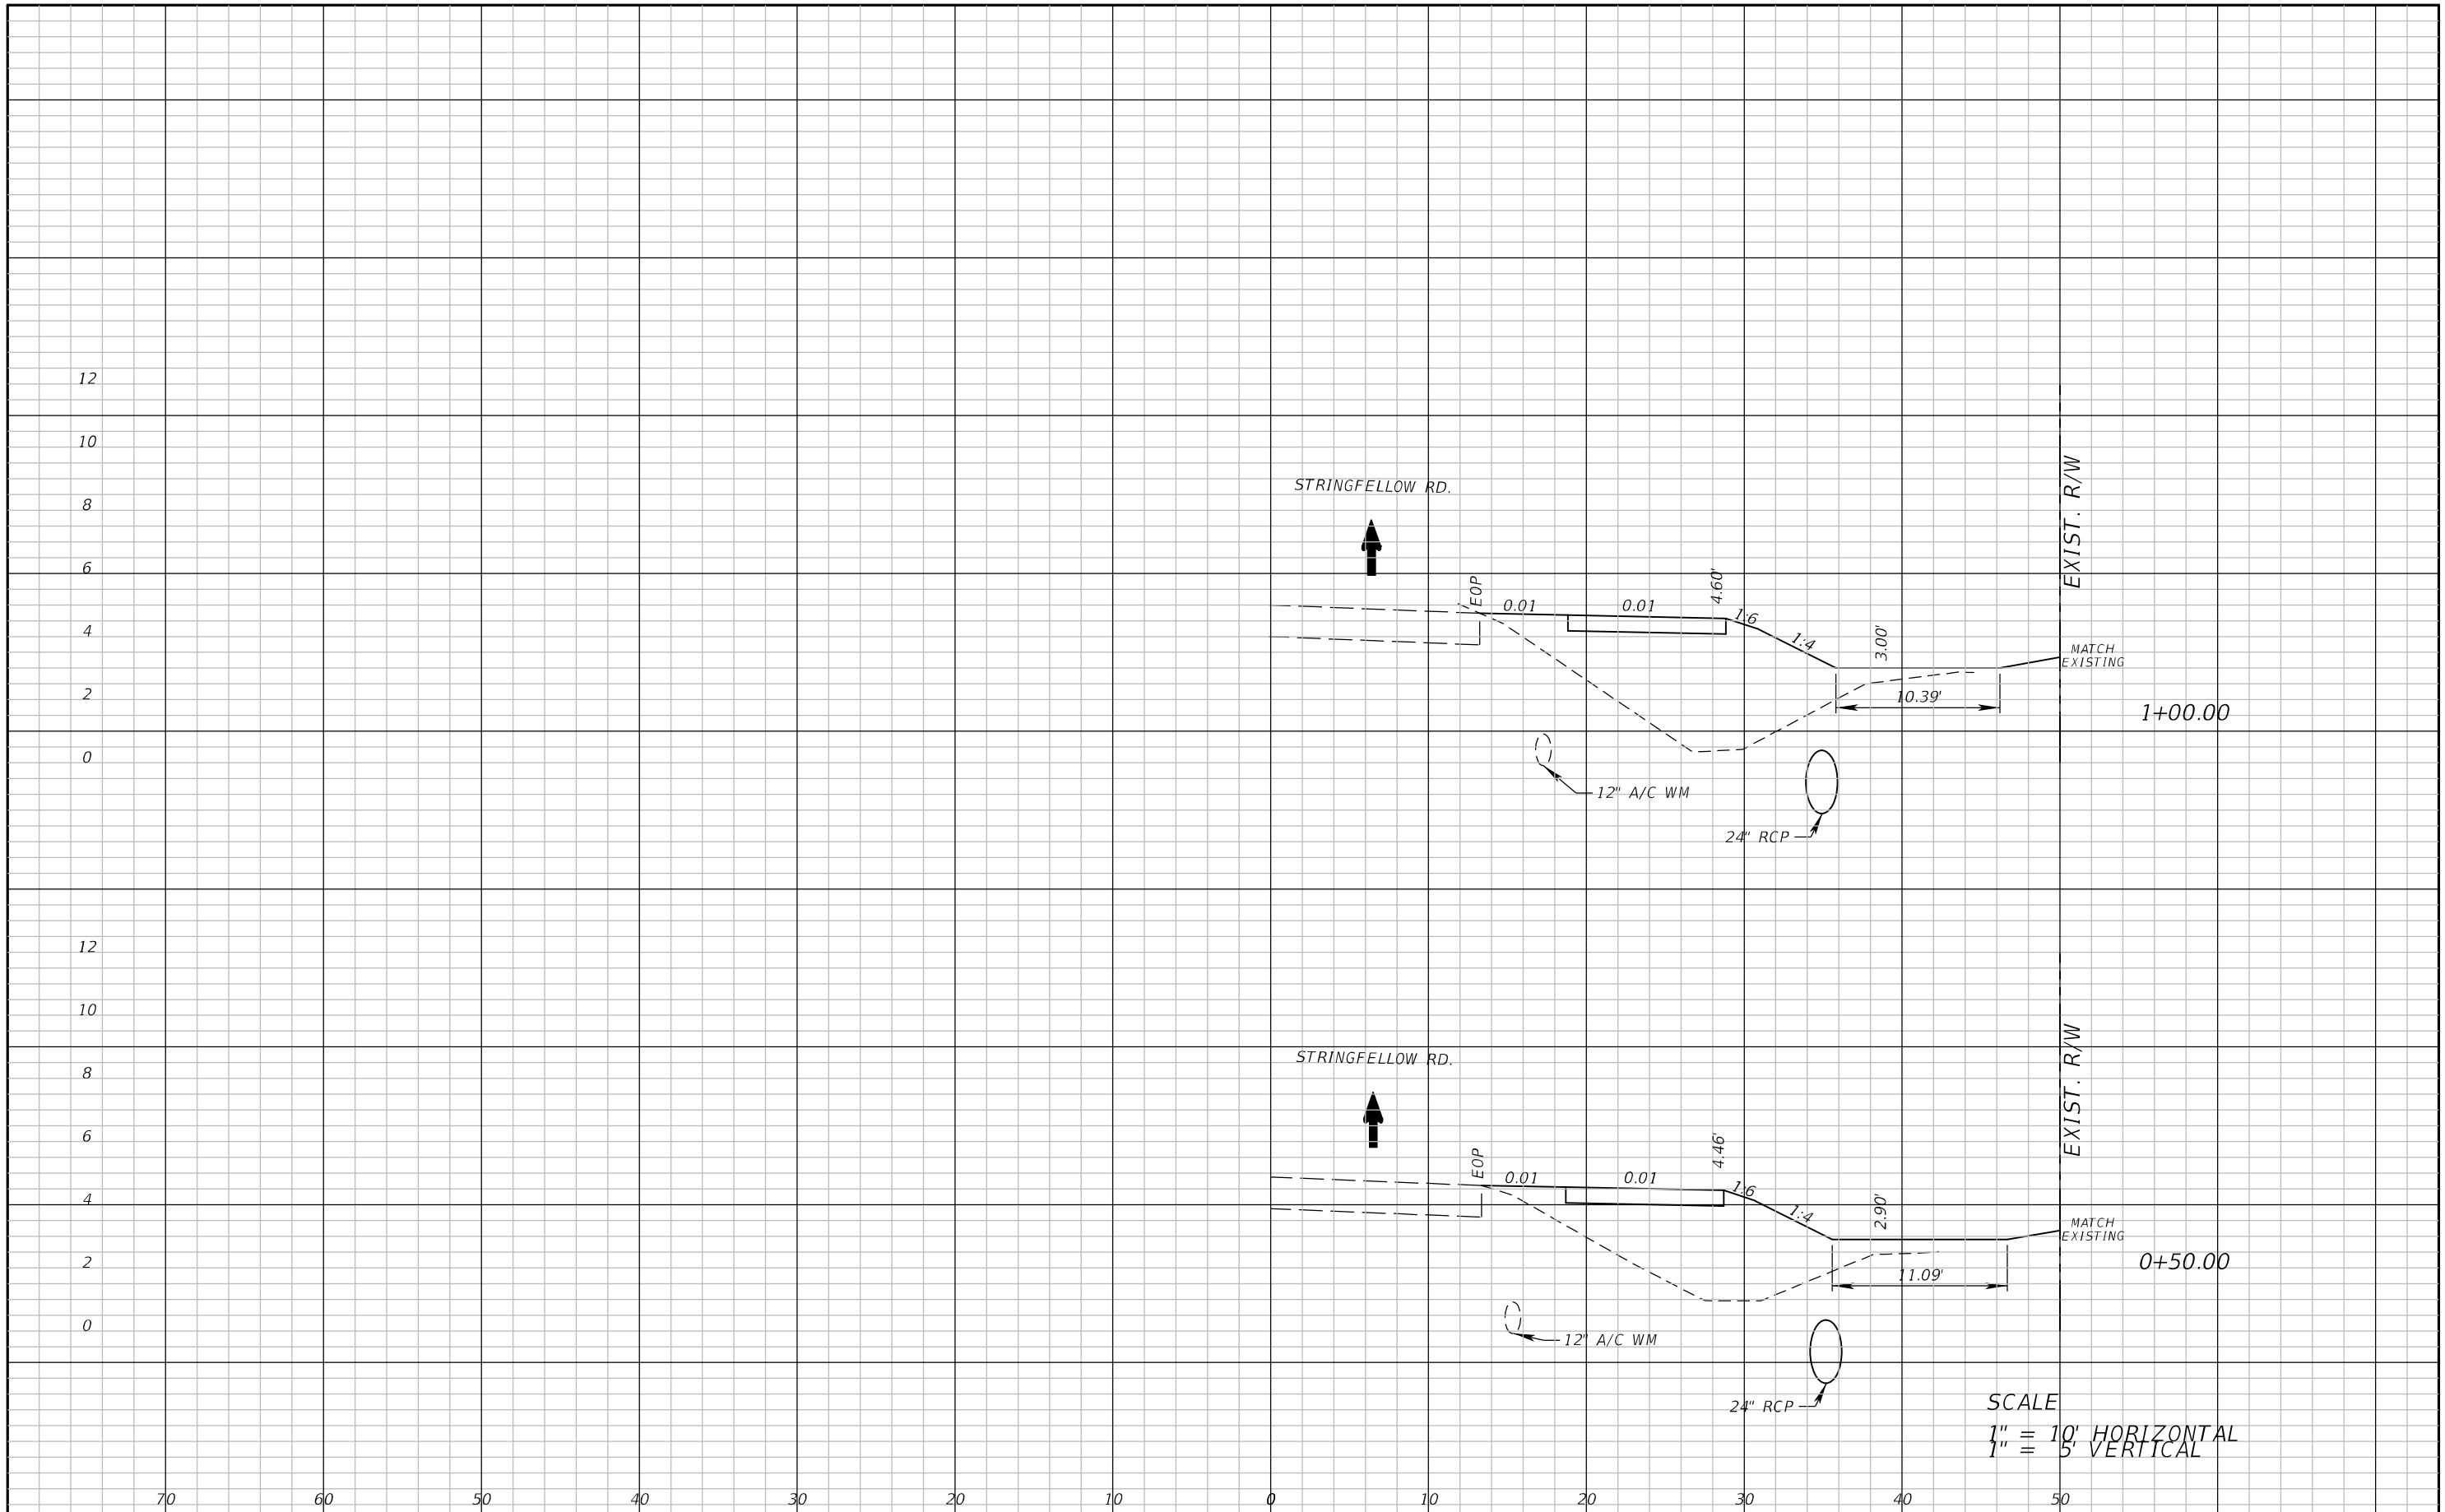 12
10
8
6
4
2
0
STRINGFELLOW RD.
EOP
0.01
0.01
4.60'
1:6
1:4
3.00'
10.39'
EXIST. R/W
MATCH
EXISTING
1+00.00
12" A/C WM
24" RCP
12
10
8
6
4
2
0
STRINGFELLOW RD.
EOP
0.01
0.01
4.46'
1:6
1:4
2.90'
11.09'
EXIST. R/W
MATCH
EXISTING
0+50.00
12" A/C WM
24" RCP
SCALE
1" = 10' HORIZONTAL
1" = 5' VERTICAL
70 60 50 40 30 20 10 0 10 20 30 40 50